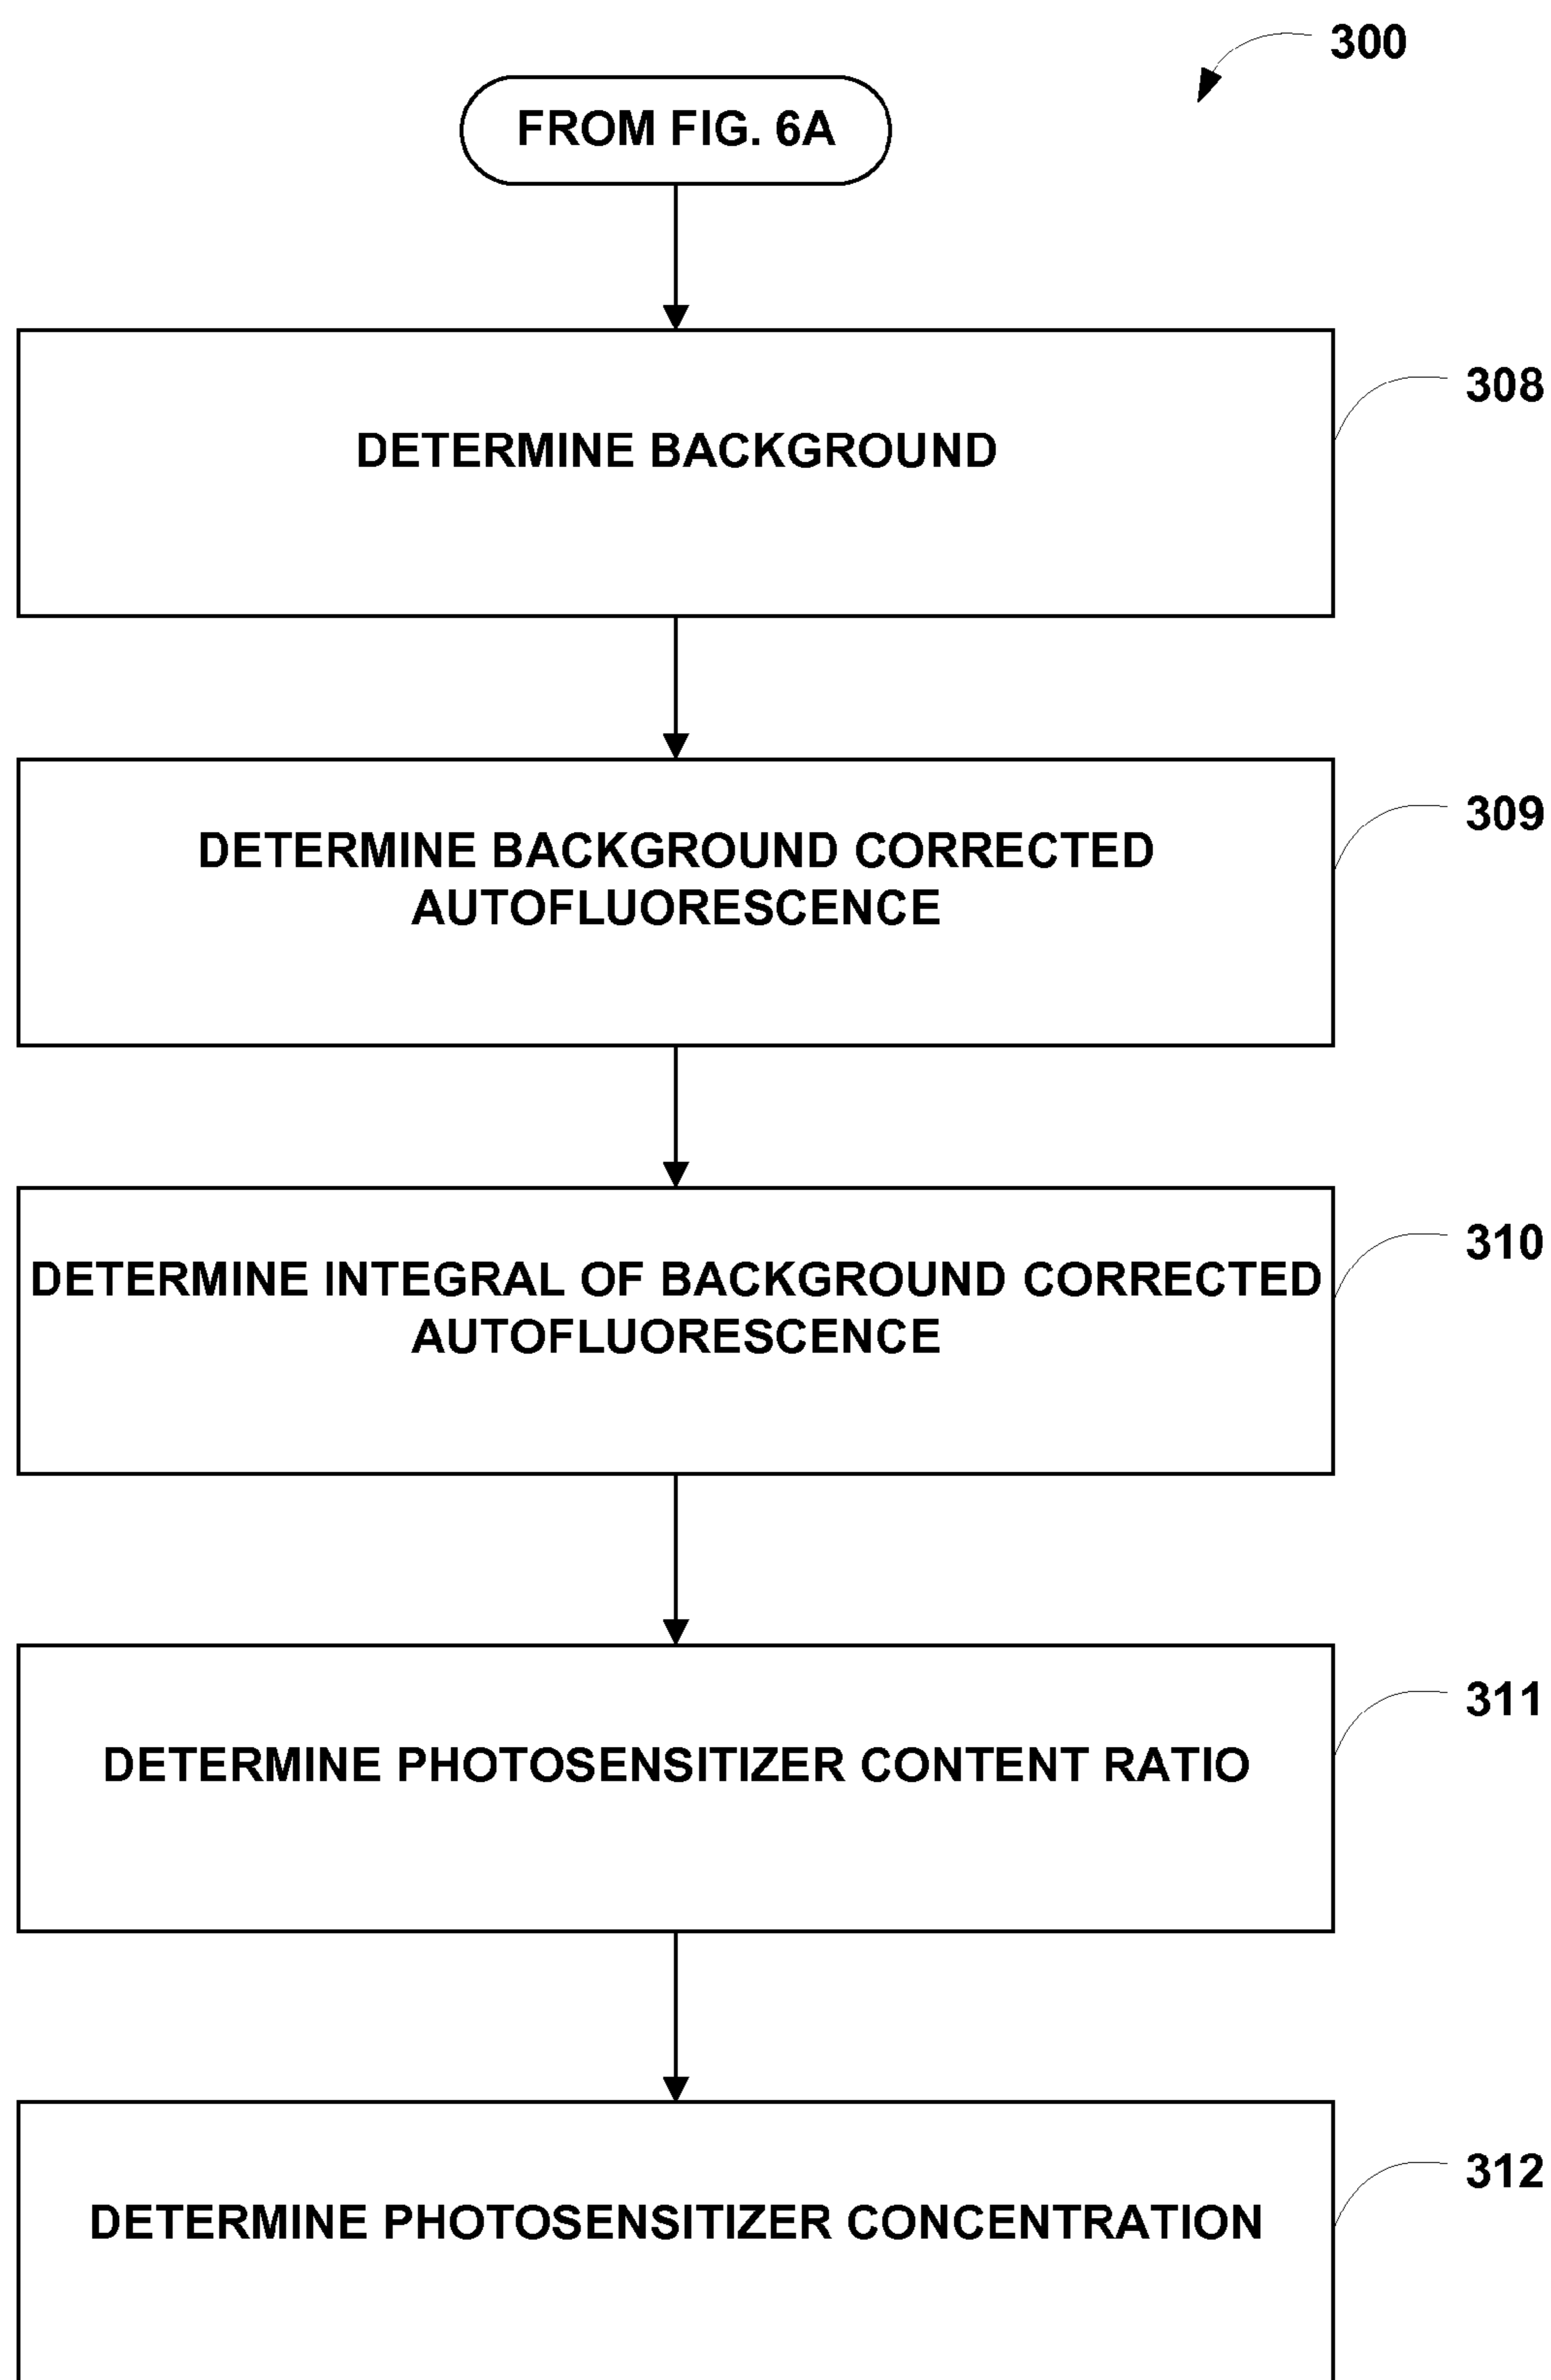 300
FROM FIG. 6A
308
DETERMINE BACKGROUND
309
DETERMINE BACKGROUND CORRECTED
AUTOFLUORESCENCE
310
DETERMINE INTEGRAL OF BACKGROUND CORRECTED
AUTOFLUORESCENCE
311
DETERMINE PHOTOSENSITIZER CONTENT RATIO
312
DETERMINE PHOTOSENSITIZER CONCENTRATION